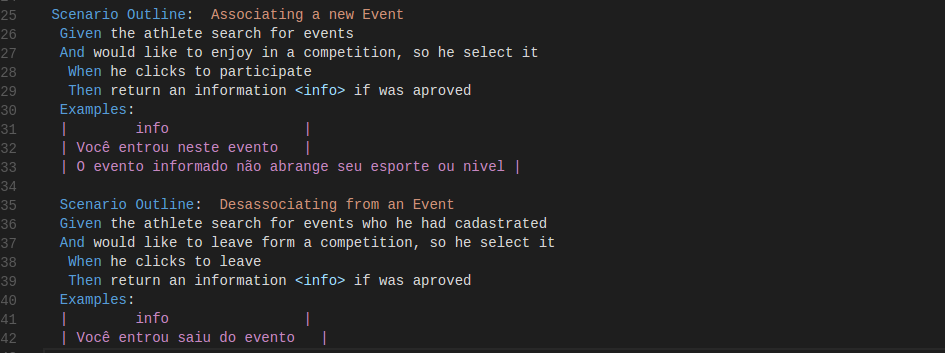 25 Scenario Outline: Associating a new Event
26 Given the athlete search for events
27 And would like to enjoy in a competition, so he select it
28 When he clicks to participate
29 Then return an information <info> if was aproved
30 Examples:
31 | info |
32 | Você entrou neste evento |
33 | O evento informado não abrange seu esporte ou nivel |
34
35 Scenario Outline: Desassociating from an Event
36 Given the athlete search for events who he had cadastrated
37 And would like to leave form a competition, so he select it
38 When he clicks to leave
39 Then return an information <info> if was aproved
40 Examples:
41 | info |
42 | Você entrou saiu do evento |